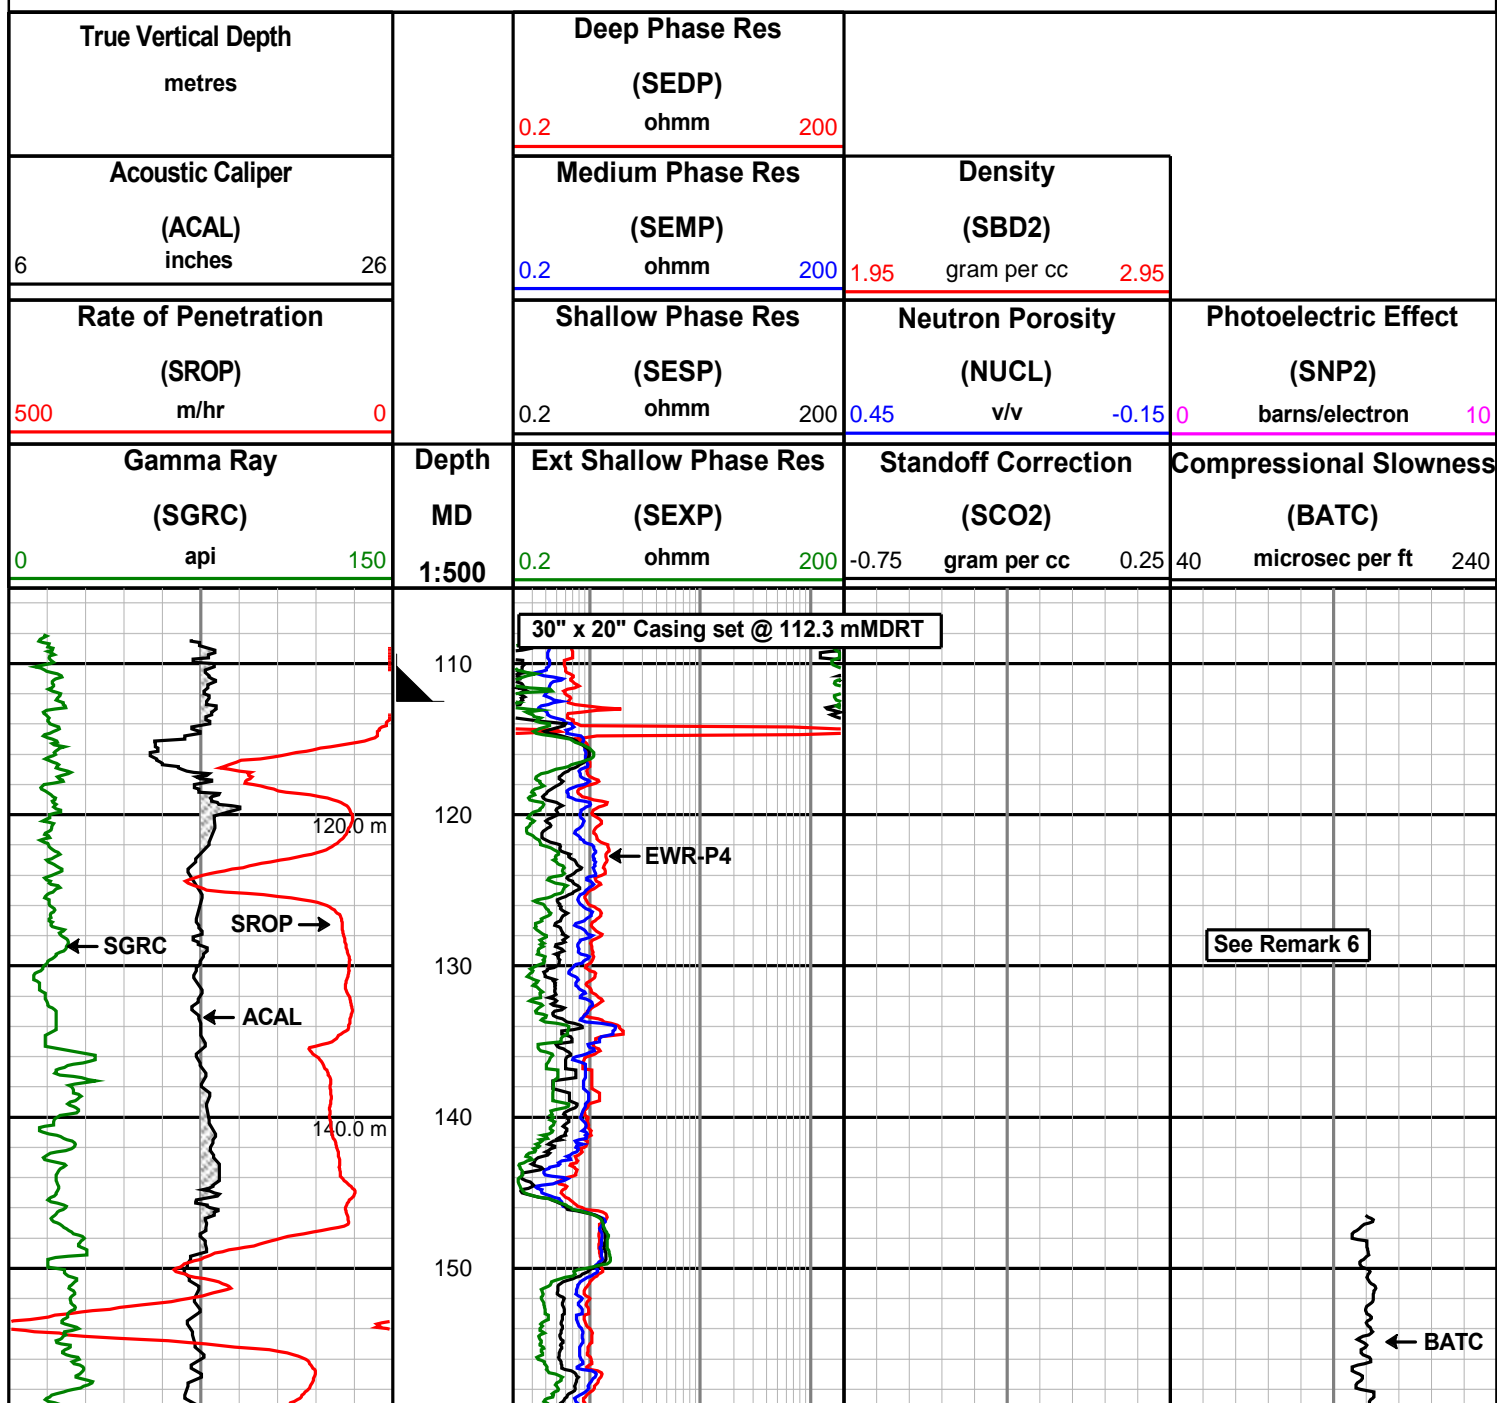 True Vertical Depth
metres
Deep Phase Res
(SEDP)
0.2 ohmm 200
Acoustic Caliper
(ACAL)
6 inches 26
Medium Phase Res
(SEMP)
0.2 ohmm 200
Density
(SBD2)
1.95 gram per cc 2.95
Rate of Penetration
(SROP)
500 m/hr 0
Shallow Phase Res
(SESP)
0.2 ohmm 200
Neutron Porosity
(NUCL)
0.45 v/v -0.15
Photoelectric Effect
(SNP2)
0 barns/electron 10
Gamma Ray
(SGRC)
0 api 150
Depth
MD
1:500
Ext Shallow Phase Res
(SEXP)
0.2 ohmm 200
Standoff Correction
(SCO2)
-0.75 gram per cc 0.25
Compressional Slowness
(BATC)
40 microsec per ft 240
30" x 20" Casing set @ 112.3 mMDRT
110
120
120.0 m
EWR-P4
SROP
SGRC
See Remark 6
130
ACAL
140
140.0 m
150
BATC